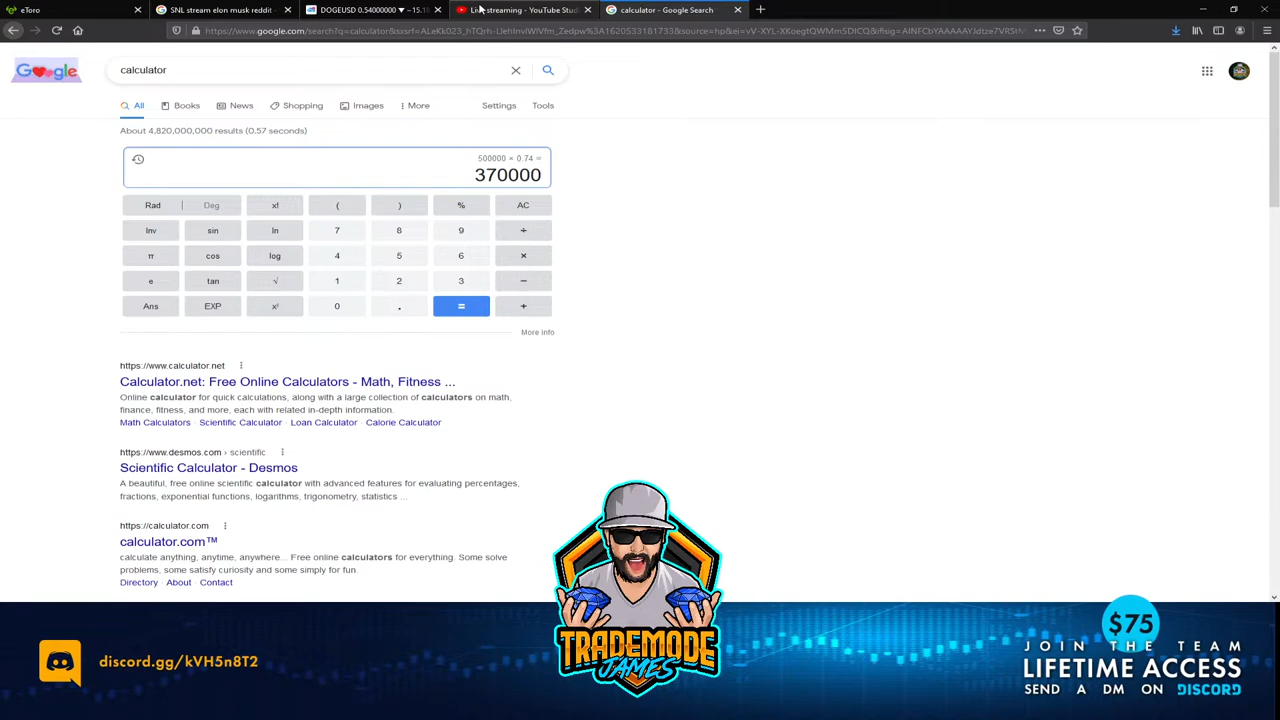 eToro
SNL stream elon musk reddit -
DOGEUSD 0.54000000 ▼ −15.1
Live streaming - YouTube Stud
calculator - Google Search
Google
calculator
All
Books
News
Shopping
Images
More
Settings
Tools
About 4,820,000,000 results (0.57 seconds)
500000 × 0.74 =
370000
Rad
Deg
x!
(
)
%
AC
Inv
sin
ln
7
8
9
÷
π
cos
log
4
5
6
×
e
tan
√
1
2
3
−
Ans
EXP
xʸ
0
.
=
+
More info
https://www.calculator.net
Calculator.net: Free Online Calculators - Math, Fitness ...
Online calculator for quick calculations, along with a large collection of calculators on math,
finance, fitness, and more, each with related in-depth information.
Math Calculators · Scientific Calculator · Loan Calculator · Calorie Calculator
https://www.desmos.com › scientific
Scientific Calculator - Desmos
A beautiful, free online scientific calculator with advanced features for evaluating percentages,
fractions, exponential functions, logarithms, trigonometry, statistics ...
https://calculator.com
calculator.com™
calculate anything, anytime, anywhere... Free online calculators for everything. Some solve
problems, some satisfy curiosity and some simply for fun.
Directory · About · Contact
TRADEMODE
JAMES
discord.gg/kVH5n8T2
$75
JOIN THE TEAM
LIFETIME ACCESS
SEND A DM ON DISCORD